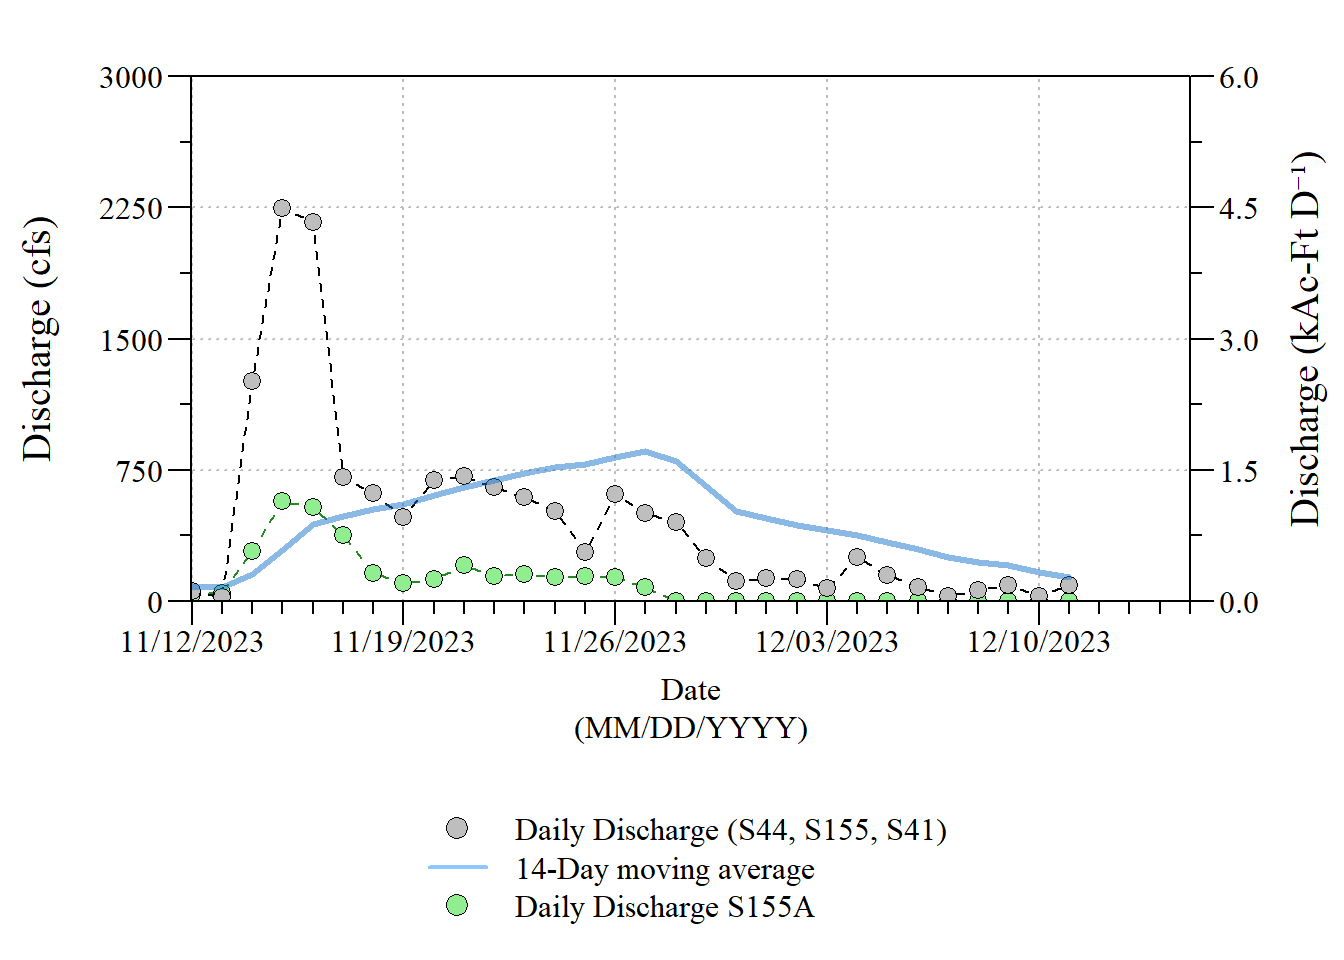 3000
2250
1500
750
0
Discharge (cfs)
6.0
4.5
3.0
1.5
0.0
Discharge (kAc-Ft D⁻¹)
11/12/2023 11/19/2023 11/26/2023 12/03/2023 12/10/2023
Date
(MM/DD/YYYY)
Daily Discharge (S44, S155, S41)
14-Day moving average
Daily Discharge S155A